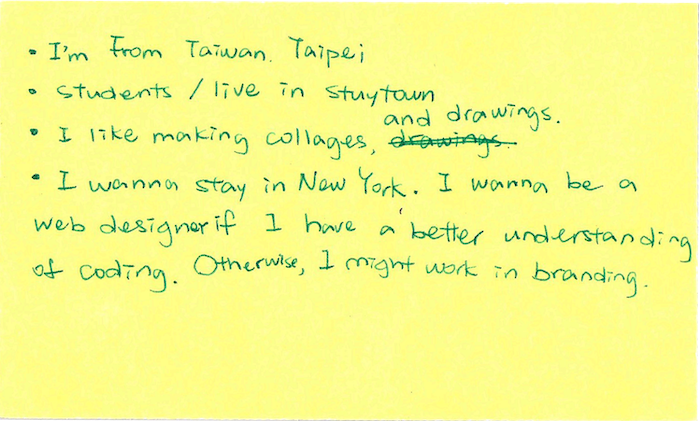 • I'm From Taiwan. Taipei
• students / live in stuytown
and drawings.
• I like making collages, drawings.
• I wanna stay in New York. I wanna be a
web designer if I have a better understanding
of coding. Otherwise, I might work in branding.